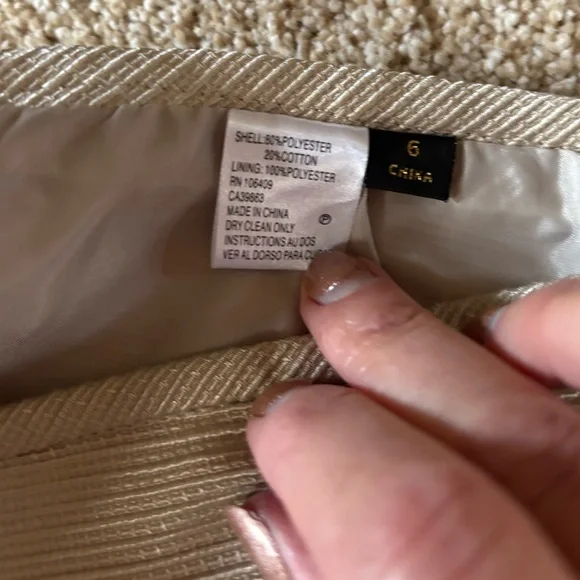 SHELL:80%POLYESTER
20%COTTON
LINING: 100%POLYESTER
RN 106409
CA39863
MADE IN CHINA
P
DRY CLEAN ONLY
INSTRUCTIONS AU DOS
VER AL DORSO PARA
6
CHINA